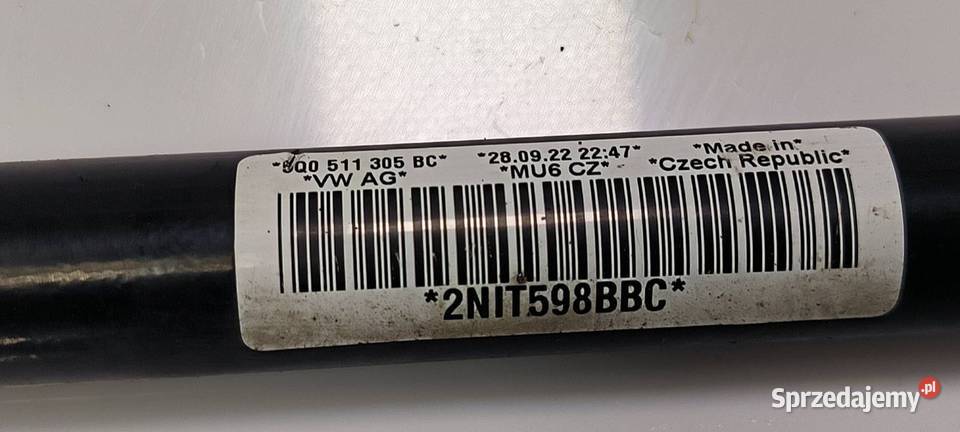 *5Q0 511 305 BC* *28.09.22 22:47* *Made in*
*VW AG* *MU6 CZ* *Czech Republic*
*2NIT598BBC*
Sprzedajemy.pl